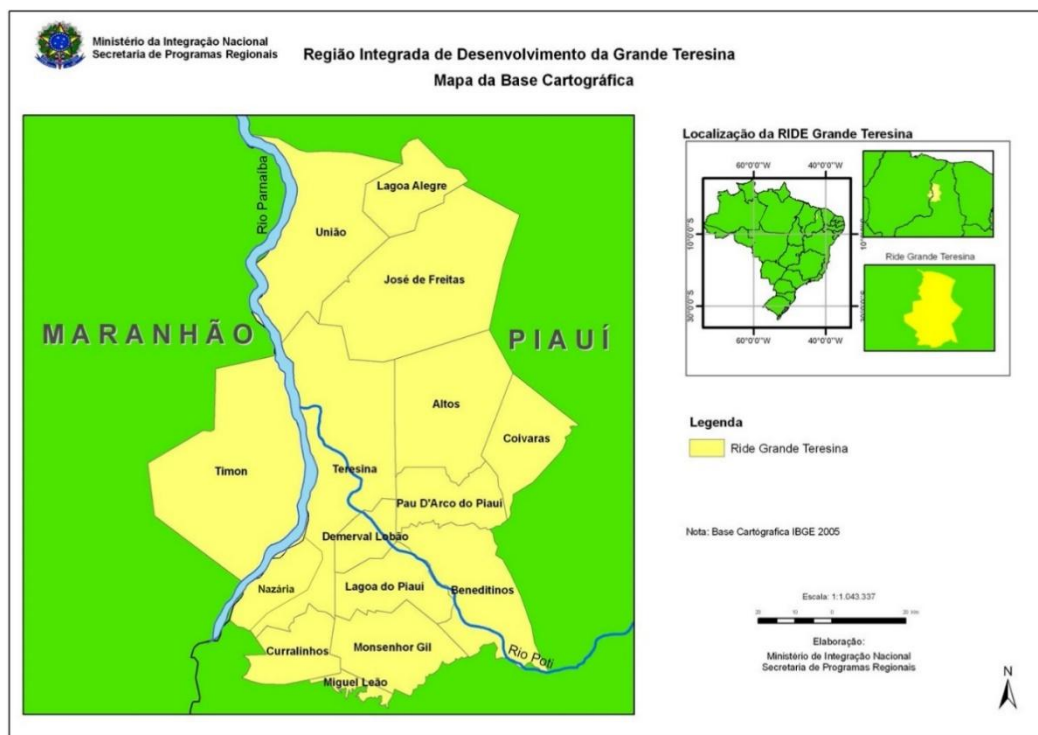 Ministério da Integração Nacional
Secretaria de Programas Regionais
Região Integrada de Desenvolvimento da Grande Teresina
Mapa da Base Cartográfica
Rio Parnaíba
Lagoa Alegre
União
José de Freitas
MARANHÃO
PIAUÍ
Altos
Coivaras
Timon
Teresina
Pau D'Arco do Piauí
Demerval Lobão
Nazária
Lagoa do Piauí
Beneditinos
Curralinhos
Monsenhor Gil
Rio Poti
Miguel Leão
Localização da RIDE Grande Teresina
60°0'0"W
40°0'0"W
10°0'0"S
30°0'0"S
60°0'0"W
40°0'0"W
Ride Grande Teresina
Legenda
Ride Grande Teresina
Nota: Base Cartógrafica IBGE 2005
Escala: 1:1.043.337
20 10 0
Elaboração:
Ministério de Integração Nacional
Secretaria de Programas Regionais
N